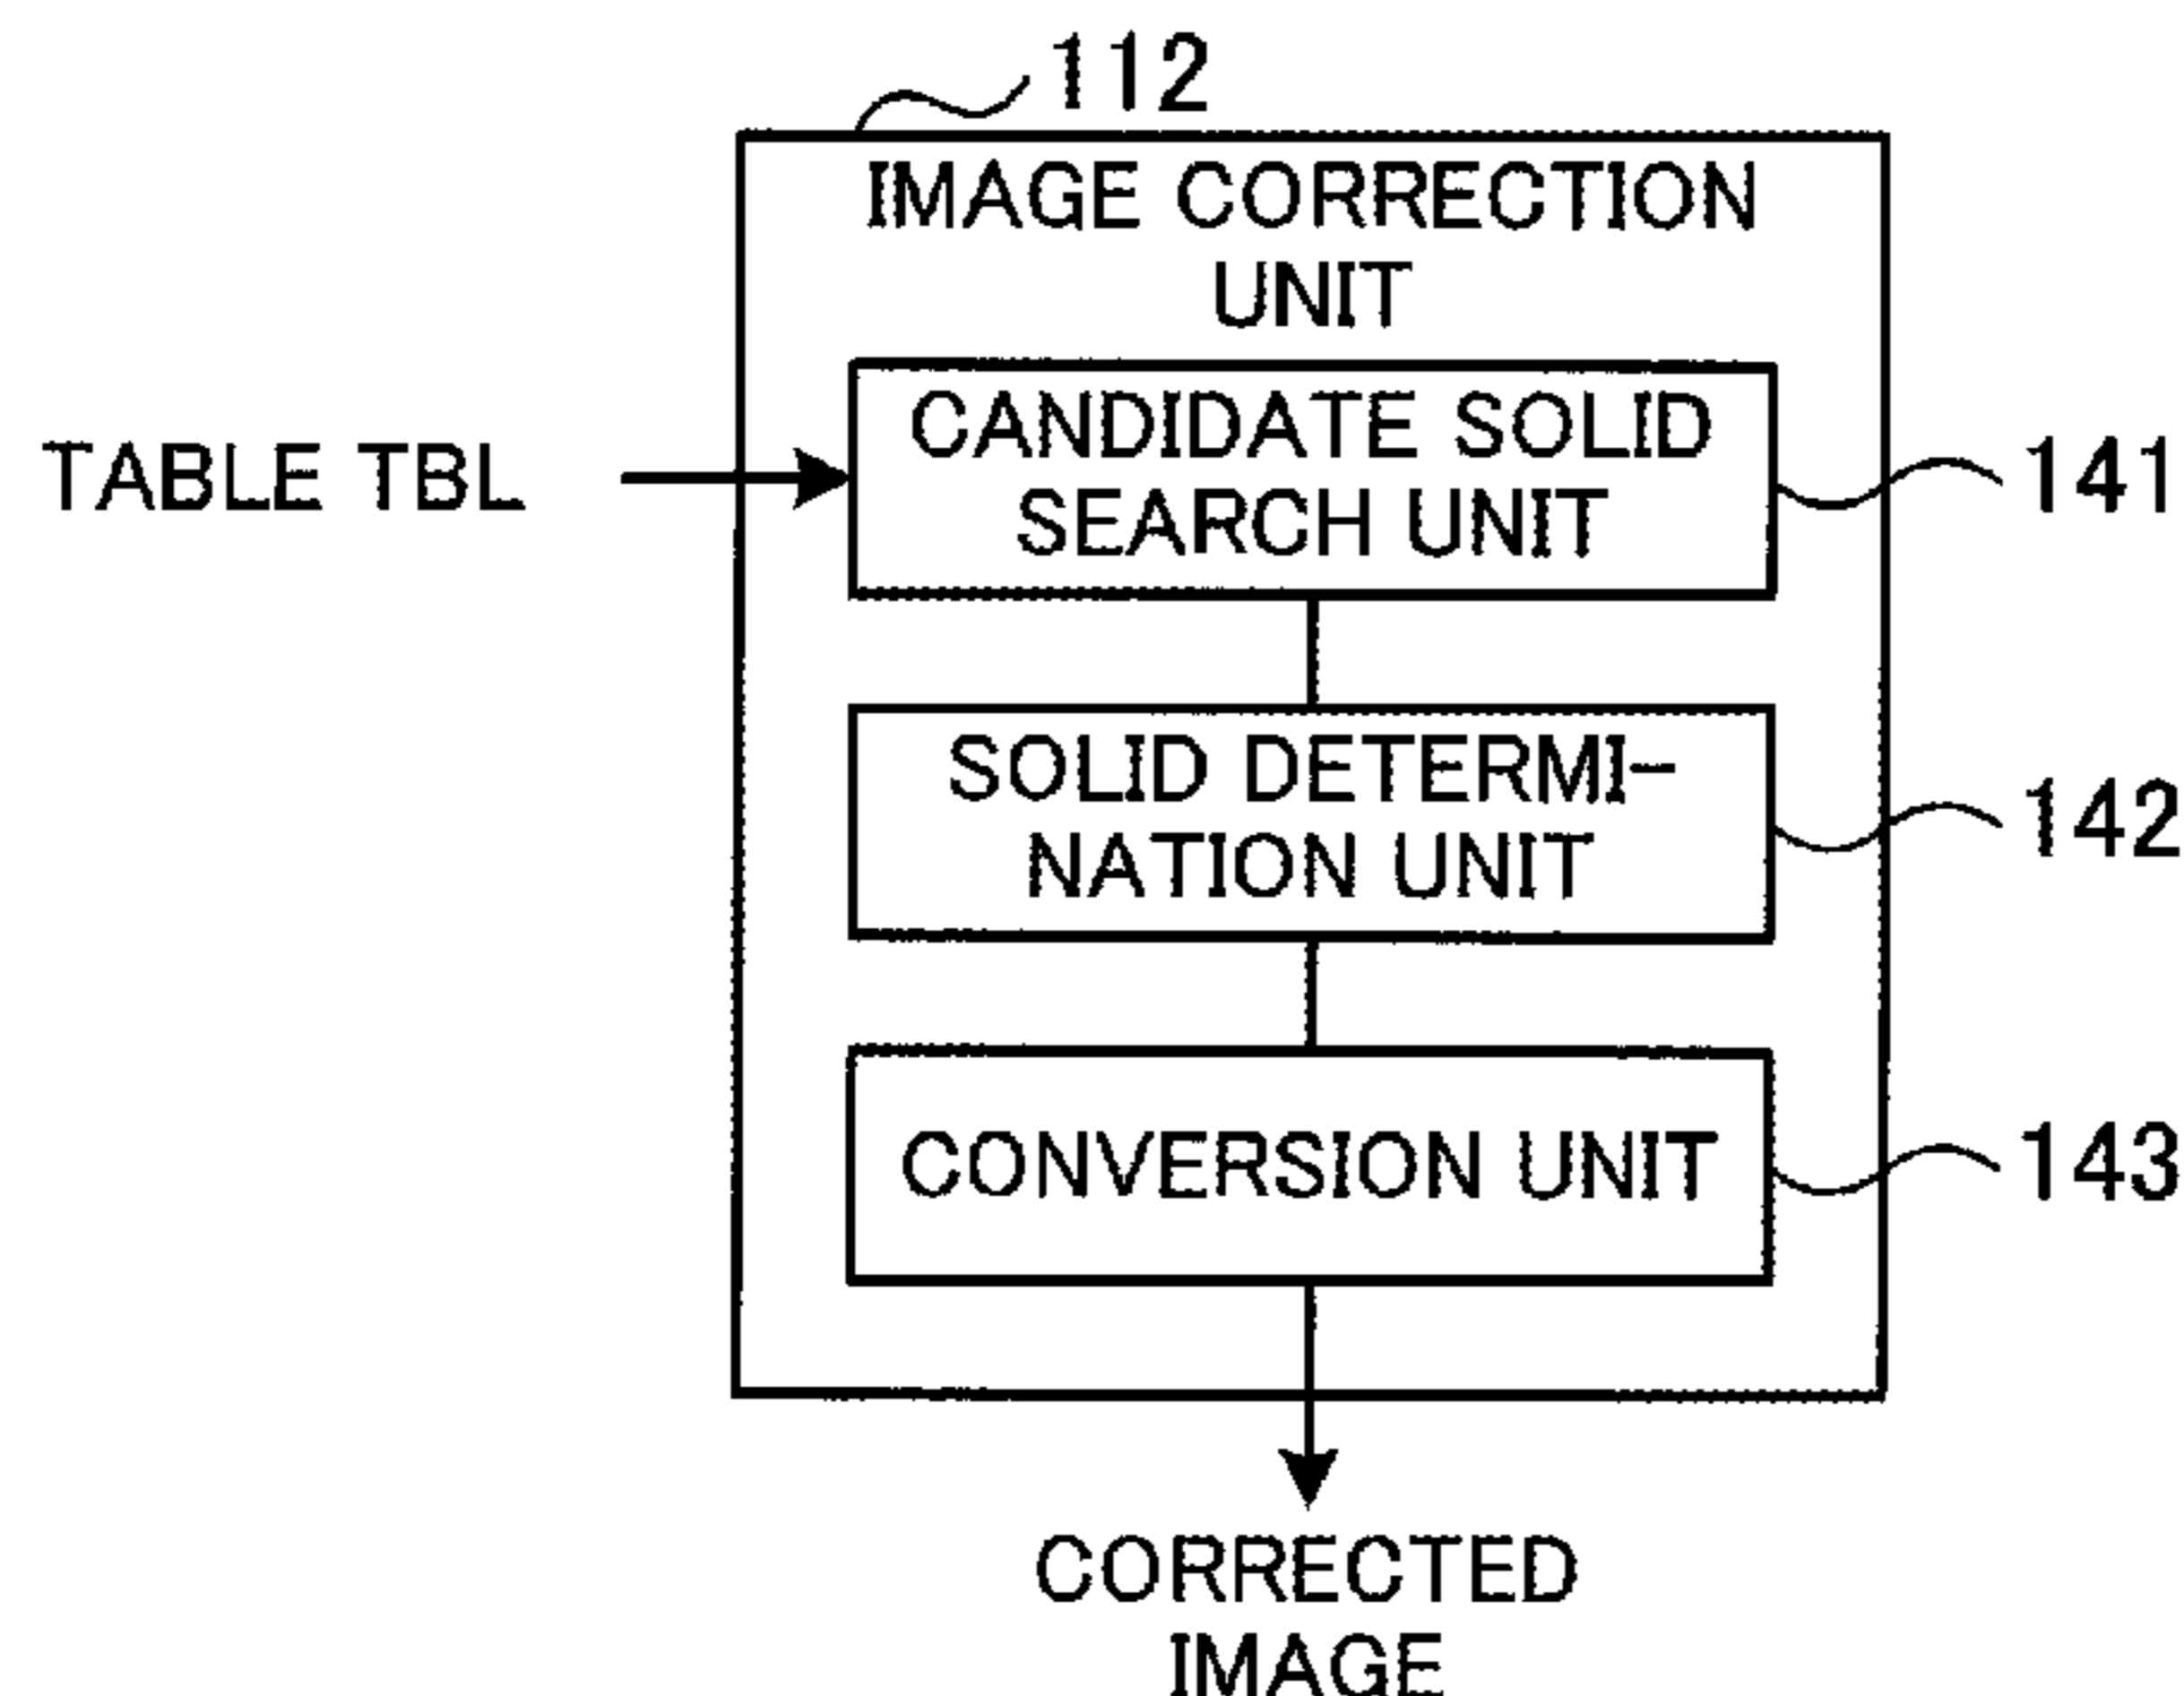 112
IMAGE CORRECTION
UNIT
CANDIDATE SOLID
SEARCH UNIT
TABLE TBL
141
SOLID DETERMI-
NATION UNIT
142
CONVERSION UNIT
143
CORRECTED
IMAGE